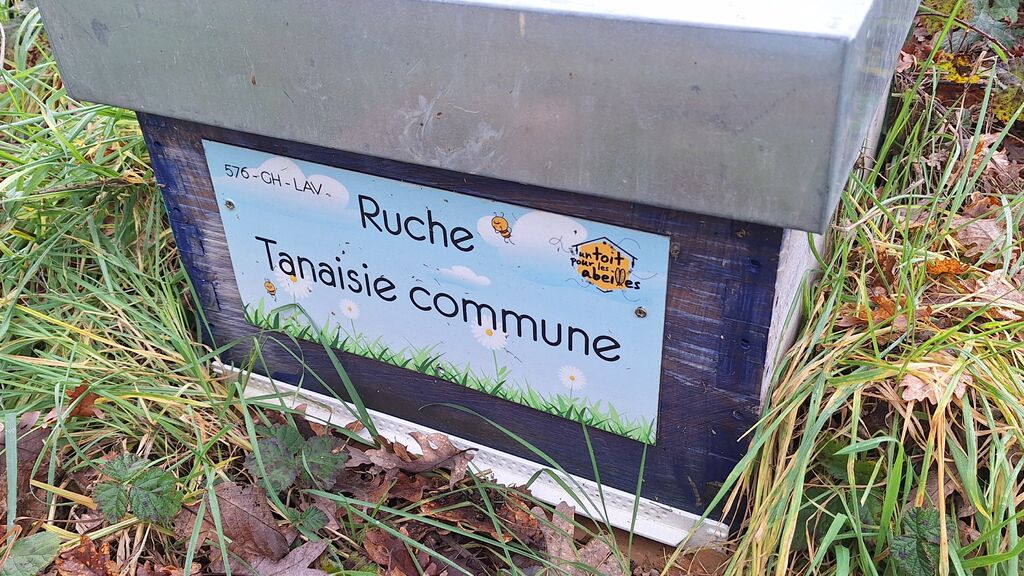 576 - GH - LAV -
Ruche
Tanaisie commune
un toit
pour les
abeilles